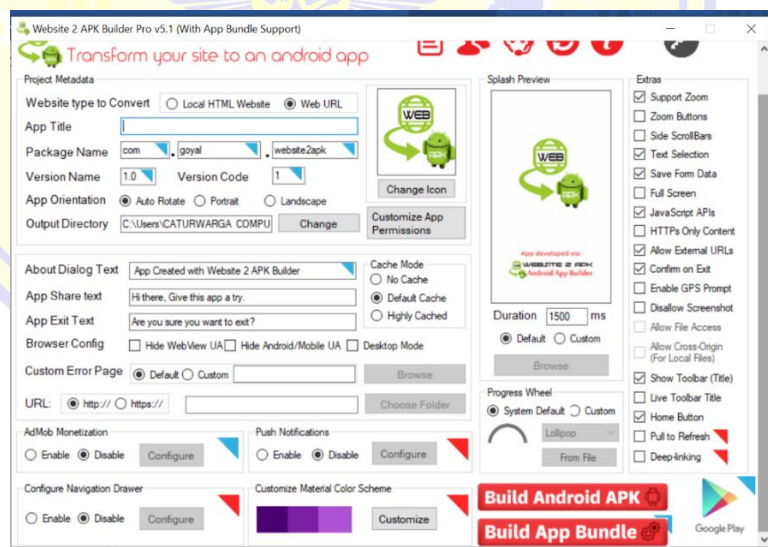 Website 2 APK Builder Pro v5.1 (With App Bundle Support)
Transform your site to an android app
Project Metadata
Website type to Convert Local HTML Website Web URL
App Title
Package Name com . goyal . website2apk
Version Name 1.0 Version Code 1
App Orientation Auto Rotate Portrait Landscape
Output Directory C:\Users\CATURWARGA COMPU Change
WEB
APK
Change Icon
Customize App
Permissions
About Dialog Text App Created with Website 2 APK Builder
App Share text Hi there, Give this app a try.
App Exit Text Are you sure you want to exit?
Cache Mode
No Cache
Default Cache
Highly Cached
Browser Config Hide WebView UA Hide Android/Mobile UA Desktop Mode
Custom Error Page Default Custom Browse
URL: http:// https:// Choose Folder
AdMob Monetization
Enable Disable Configure
Push Notifications
Enable Disable Configure
Configure Navigation Drawer
Enable Disable Configure
Customize Material Color Scheme
Customize
Splash Preview
WEB
APK
App developed via:
WEBSITE 2 APK
Android App Builder
Duration 1500 ms
Default Custom
Browse
Progress Wheel
System Default Custom
Lollipop
From File
Extras
Support Zoom
Zoom Buttons
Side ScrollBars
Text Selection
Save Form Data
Full Screen
JavaScript APIs
HTTPs Only Content
Allow External URLs
Confirm on Exit
Enable GPS Prompt
Disallow Screenshot
Allow File Access
Allow Cross-Origin
(For Local Files)
Show Toolbar (Title)
Live Toolbar Title
Home Button
Pull to Refresh
Deep-linking
Build Android APK
Build App Bundle
Google Play